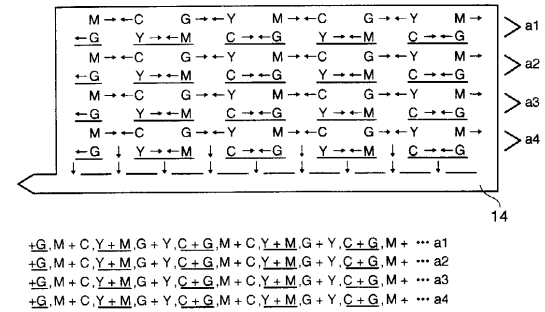 M→←C G→←Y M→←C G→←Y M→
←G Y→←M C→←G Y→←M C→←G
a1
M→←C G→←Y M→←C G→←Y M→
←G Y→←M C→←G Y→←M C→←G
a2
M→←C G→←Y M→←C G→←Y M→
←G Y→←M C→←G Y→←M C→←G
a3
M→←C G→←Y M→←C G→←Y M→
←G Y→←M C→←G Y→←M C→←G
a4
14
+G,M+C,Y+M,G+Y,C+G,M+C,Y+M,G+Y,C+G,M+ ··· a1
+G,M+C,Y+M,G+Y,C+G,M+C,Y+M,G+Y,C+G,M+ ··· a2
+G,M+C,Y+M,G+Y,C+G,M+C,Y+M,G+Y,C+G,M+ ··· a3
+G,M+C,Y+M,G+Y,C+G,M+C,Y+M,G+Y,C+G,M+ ··· a4